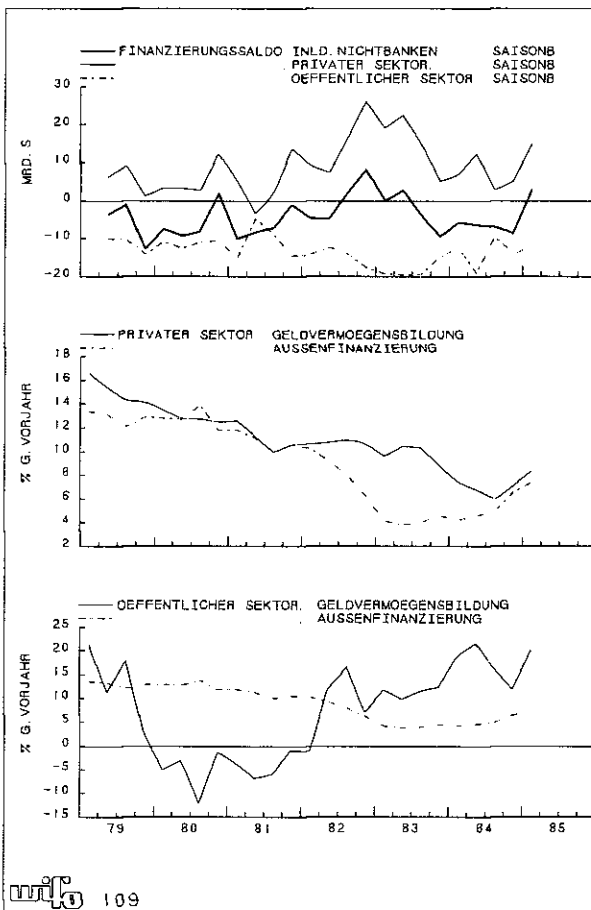 FINANZIERUNGSSALDO INLD. NICHTBANKEN SAISONB
PRIVATER SEKTOR. SAISONB
OEFFENTLICHER SEKTOR SAISONB
30
20
10
0
-10
-20
MRD. S
PRIVATER SEKTOR GELDVERMOEGENSBILDUNG
AUSSENFINANZIERUNG
18
16
14
12
10
8
6
4
2
% G. VORJAHR
OEFFENTLICHER SEKTOR. GELDVERMOEGENSBILDUNG
AUSSENFINANZIERUNG
25
20
15
10
5
0
-5
-10
-15
% G. VORJAHR
79 80 81 82 83 84 85
wifo 109